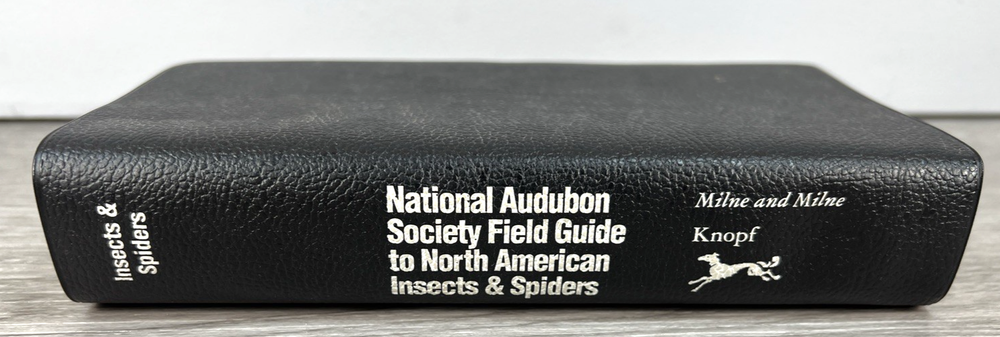 Insects &
Spiders
National Audubon
Society Field Guide
to North American
Insects & Spiders
Milne and Milne
Knopf